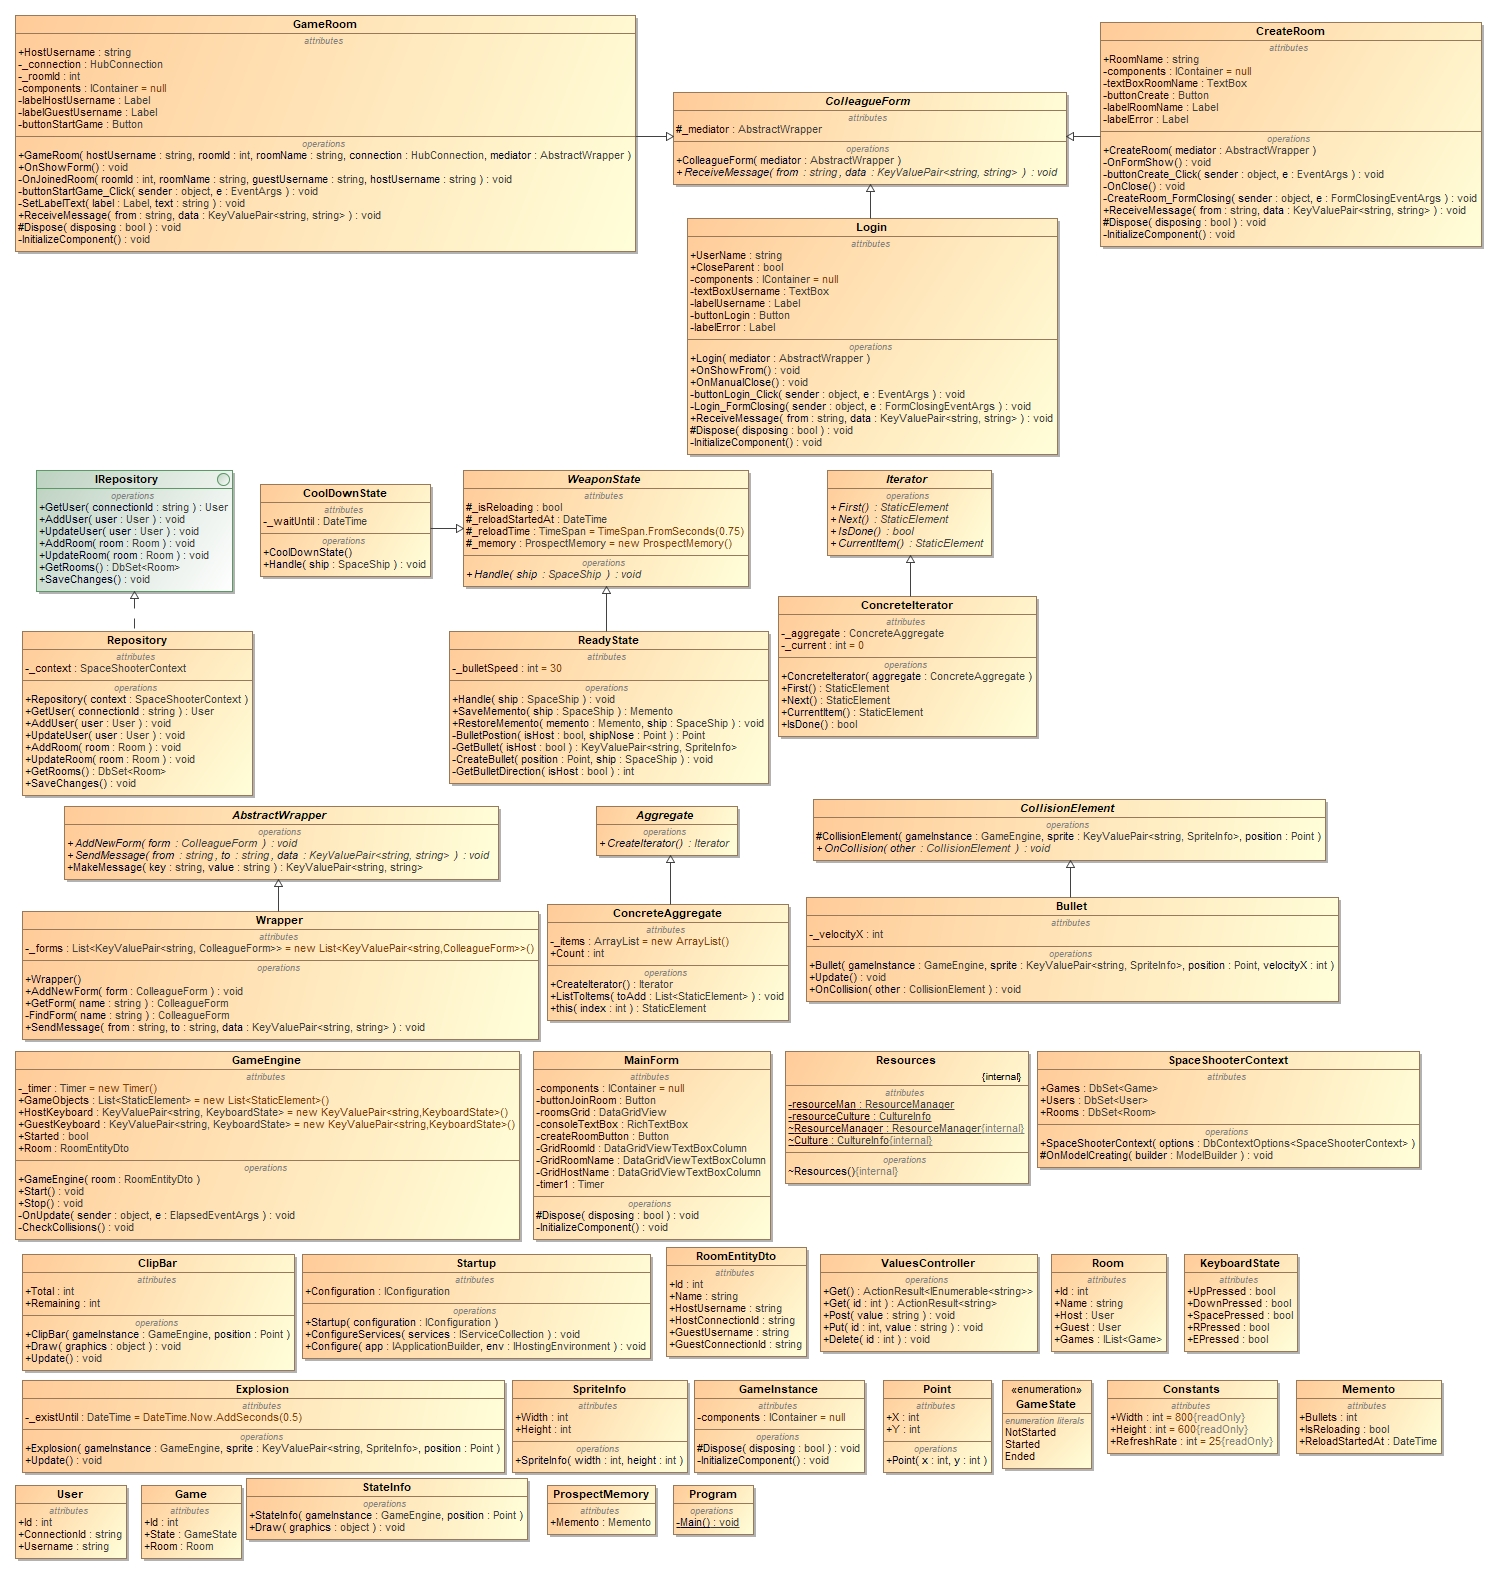 GameRoom
attributes
+HostUsername : string
-_connection : HubConnection
-_roomId : int
-components : IContainer = null
-labelHostUsername : Label
-labelGuestUsername : Label
-buttonStartGame : Button
operations
+GameRoom( hostUsername : string, roomId : int, roomName : string, connection : HubConnection, mediator : AbstractWrapper )
+OnShowForm() : void
-OnJoinedRoom( roomId : int, roomName : string, guestUsername : string, hostUsername : string ) : void
-buttonStartGame_Click( sender : object, e : EventArgs ) : void
-SetLabelText( label : Label, text : string ) : void
+ReceiveMessage( from : string, data : KeyValuePair<string, string> ) : void
#Dispose( disposing : bool ) : void
-InitializeComponent() : void
ColleagueForm
attributes
#_mediator : AbstractWrapper
operations
+ColleagueForm( mediator : AbstractWrapper )
+ReceiveMessage( from : string, data : KeyValuePair<string, string> ) : void
CreateRoom
attributes
+RoomName : string
-components : IContainer = null
-textBoxRoomName : TextBox
-buttonCreate : Button
-labelRoomName : Label
-labelError : Label
operations
+CreateRoom( mediator : AbstractWrapper )
-OnFormShow() : void
-buttonCreate_Click( sender : object, e : EventArgs ) : void
-OnClose() : void
-CreateRoom_FormClosing( sender : object, e : FormClosingEventArgs ) : void
+ReceiveMessage( from : string, data : KeyValuePair<string, string> ) : void
#Dispose( disposing : bool ) : void
-InitializeComponent() : void
Login
attributes
+UserName : string
+CloseParent : bool
-components : IContainer = null
-textBoxUsername : TextBox
-labelUsername : Label
-buttonLogin : Button
-labelError : Label
operations
+Login( mediator : AbstractWrapper )
+OnShowFrom() : void
+OnManualClose() : void
-buttonLogin_Click( sender : object, e : EventArgs ) : void
-Login_FormClosing( sender : object, e : FormClosingEventArgs ) : void
+ReceiveMessage( from : string, data : KeyValuePair<string, string> ) : void
#Dispose( disposing : bool ) : void
-InitializeComponent() : void
IRepository
operations
+GetUser( connectionId : string ) : User
+AddUser( user : User ) : void
+UpdateUser( user : User ) : void
+AddRoom( room : Room ) : void
+UpdateRoom( room : Room ) : void
+GetRooms() : DbSet<Room>
+SaveChanges() : void
CoolDownState
attributes
-_waitUntil : DateTime
operations
+CoolDownState()
+Handle( ship : SpaceShip ) : void
WeaponState
attributes
#_isReloading : bool
#_reloadStartedAt : DateTime
#_reloadTime : TimeSpan = TimeSpan.FromSeconds(0.75)
#_memory : ProspectMemory = new ProspectMemory()
operations
+Handle( ship : SpaceShip ) : void
Iterator
operations
+First() : StaticElement
+Next() : StaticElement
+IsDone() : bool
+CurrentItem() : StaticElement
Repository
attributes
-_context : SpaceShooterContext
operations
+Repository( context : SpaceShooterContext )
+GetUser( connectionId : string ) : User
+AddUser( user : User ) : void
+UpdateUser( user : User ) : void
+AddRoom( room : Room ) : void
+UpdateRoom( room : Room ) : void
+GetRooms() : DbSet<Room>
+SaveChanges() : void
ReadyState
attributes
-_bulletSpeed : int = 30
operations
+Handle( ship : SpaceShip ) : void
+SaveMemento( ship : SpaceShip ) : Memento
+RestoreMemento( memento : Memento, ship : SpaceShip ) : void
-BulletPostion( isHost : bool, shipNose : Point ) : Point
-GetBullet( isHost : bool ) : KeyValuePair<string, SpriteInfo>
-CreateBullet( position : Point, ship : SpaceShip ) : void
-GetBulletDirection( isHost : bool ) : int
ConcreteIterator
attributes
-_aggregate : ConcreteAggregate
-_current : int = 0
operations
+ConcreteIterator( aggregate : ConcreteAggregate )
+First() : StaticElement
+Next() : StaticElement
+CurrentItem() : StaticElement
+IsDone() : bool
AbstractWrapper
operations
+AddNewForm( form : ColleagueForm ) : void
+SendMessage( from : string, to : string, data : KeyValuePair<string, string> ) : void
+MakeMessage( key : string, value : string ) : KeyValuePair<string, string>
Aggregate
operations
+CreateIterator() : Iterator
CollisionElement
operations
#CollisionElement( gameInstance : GameEngine, sprite : KeyValuePair<string, SpriteInfo>, position : Point )
+OnCollision( other : CollisionElement ) : void
Wrapper
attributes
-_forms : List<KeyValuePair<string, ColleagueForm>> = new List<KeyValuePair<string,ColleagueForm>>()
operations
+Wrapper()
+AddNewForm( form : ColleagueForm ) : void
+GetForm( name : string ) : ColleagueForm
-FindForm( name : string ) : ColleagueForm
+SendMessage( from : string, to : string, data : KeyValuePair<string, string> ) : void
ConcreteAggregate
attributes
-_items : ArrayList = new ArrayList()
+Count : int
operations
+CreateIterator() : Iterator
+ListToItems( toAdd : List<StaticElement> ) : void
+this( index : int ) : StaticElement
Bullet
attributes
-_velocityX : int
operations
+Bullet( gameInstance : GameEngine, sprite : KeyValuePair<string, SpriteInfo>, position : Point, velocityX : int )
+Update() : void
+OnCollision( other : CollisionElement ) : void
GameEngine
attributes
-_timer : Timer = new Timer()
+GameObjects : List<StaticElement> = new List<StaticElement>()
+HostKeyboard : KeyValuePair<string, KeyboardState> = new KeyValuePair<string,KeyboardState>()
+GuestKeyboard : KeyValuePair<string, KeyboardState> = new KeyValuePair<string,KeyboardState>()
+Started : bool
+Room : RoomEntityDto
operations
+GameEngine( room : RoomEntityDto )
+Start() : void
+Stop() : void
-OnUpdate( sender : object, e : ElapsedEventArgs ) : void
-CheckCollisions() : void
MainForm
attributes
-components : IContainer = null
-buttonJoinRoom : Button
-roomsGrid : DataGridView
-consoleTextBox : RichTextBox
-createRoomButton : Button
-GridRoomId : DataGridViewTextBoxColumn
-GridRoomName : DataGridViewTextBoxColumn
-GridHostName : DataGridViewTextBoxColumn
-timer1 : Timer
operations
#Dispose( disposing : bool ) : void
-InitializeComponent() : void
Resources
{internal}
attributes
-resourceMan : ResourceManager
-resourceCulture : CultureInfo
~ResourceManager : ResourceManager{internal}
~Culture : CultureInfo{internal}
operations
~Resources(){internal}
SpaceShooterContext
attributes
+Games : DbSet<Game>
+Users : DbSet<User>
+Rooms : DbSet<Room>
operations
+SpaceShooterContext( options : DbContextOptions<SpaceShooterContext> )
#OnModelCreating( builder : ModelBuilder ) : void
ClipBar
attributes
+Total : int
+Remaining : int
operations
+ClipBar( gameInstance : GameEngine, position : Point )
+Draw( graphics : object ) : void
+Update() : void
Startup
attributes
+Configuration : IConfiguration
operations
+Startup( configuration : IConfiguration )
+ConfigureServices( services : IServiceCollection ) : void
+Configure( app : IApplicationBuilder, env : IHostingEnvironment ) : void
RoomEntityDto
attributes
+Id : int
+Name : string
+HostUsername : string
+HostConnectionId : string
+GuestUsername : string
+GuestConnectionId : string
ValuesController
operations
+Get() : ActionResult<IEnumerable<string>>
+Get( id : int ) : ActionResult<string>
+Post( value : string ) : void
+Put( id : int, value : string ) : void
+Delete( id : int ) : void
Room
attributes
+Id : int
+Name : string
+Host : User
+Guest : User
+Games : IList<Game>
KeyboardState
attributes
+UpPressed : bool
+DownPressed : bool
+SpacePressed : bool
+RPressed : bool
+EPressed : bool
Explosion
attributes
-_existUntil : DateTime = DateTime.Now.AddSeconds(0.5)
operations
+Explosion( gameInstance : GameEngine, sprite : KeyValuePair<string, SpriteInfo>, position : Point )
+Update() : void
SpriteInfo
attributes
+Width : int
+Height : int
operations
+SpriteInfo( width : int, height : int )
GameInstance
attributes
-components : IContainer = null
operations
#Dispose( disposing : bool ) : void
-InitializeComponent() : void
Point
attributes
+X : int
+Y : int
operations
+Point( x : int, y : int )
«enumeration»
GameState
enumeration literals
NotStarted
Started
Ended
Constants
attributes
+Width : int = 800{readOnly}
+Height : int = 600{readOnly}
+RefreshRate : int = 25{readOnly}
Memento
attributes
+Bullets : int
+IsReloading : bool
+ReloadStartedAt : DateTime
User
attributes
+Id : int
+ConnectionId : string
+Username : string
Game
attributes
+Id : int
+State : GameState
+Room : Room
StateInfo
operations
+StateInfo( gameInstance : GameEngine, position : Point )
+Draw( graphics : object ) : void
ProspectMemory
attributes
+Memento : Memento
Program
operations
-Main() : void